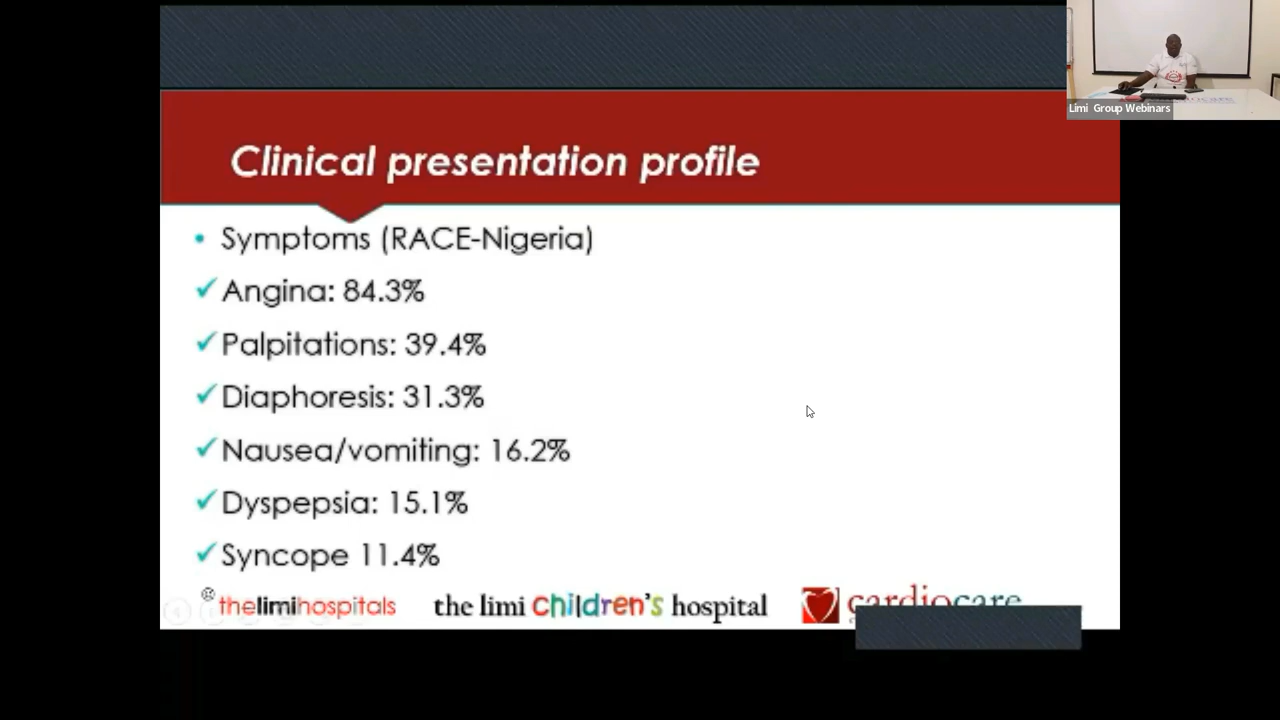 Limi Group Webinars
Clinical presentation profile
• Symptoms (RACE-Nigeria)
✓ Angina: 84.3%
✓ Palpitations: 39.4%
✓ Diaphoresis: 31.3%
✓ Nausea/vomiting: 16.2%
✓ Dyspepsia: 15.1%
✓ Syncope 11.4%
thelimihospitals the limi children's hospital cardiocare